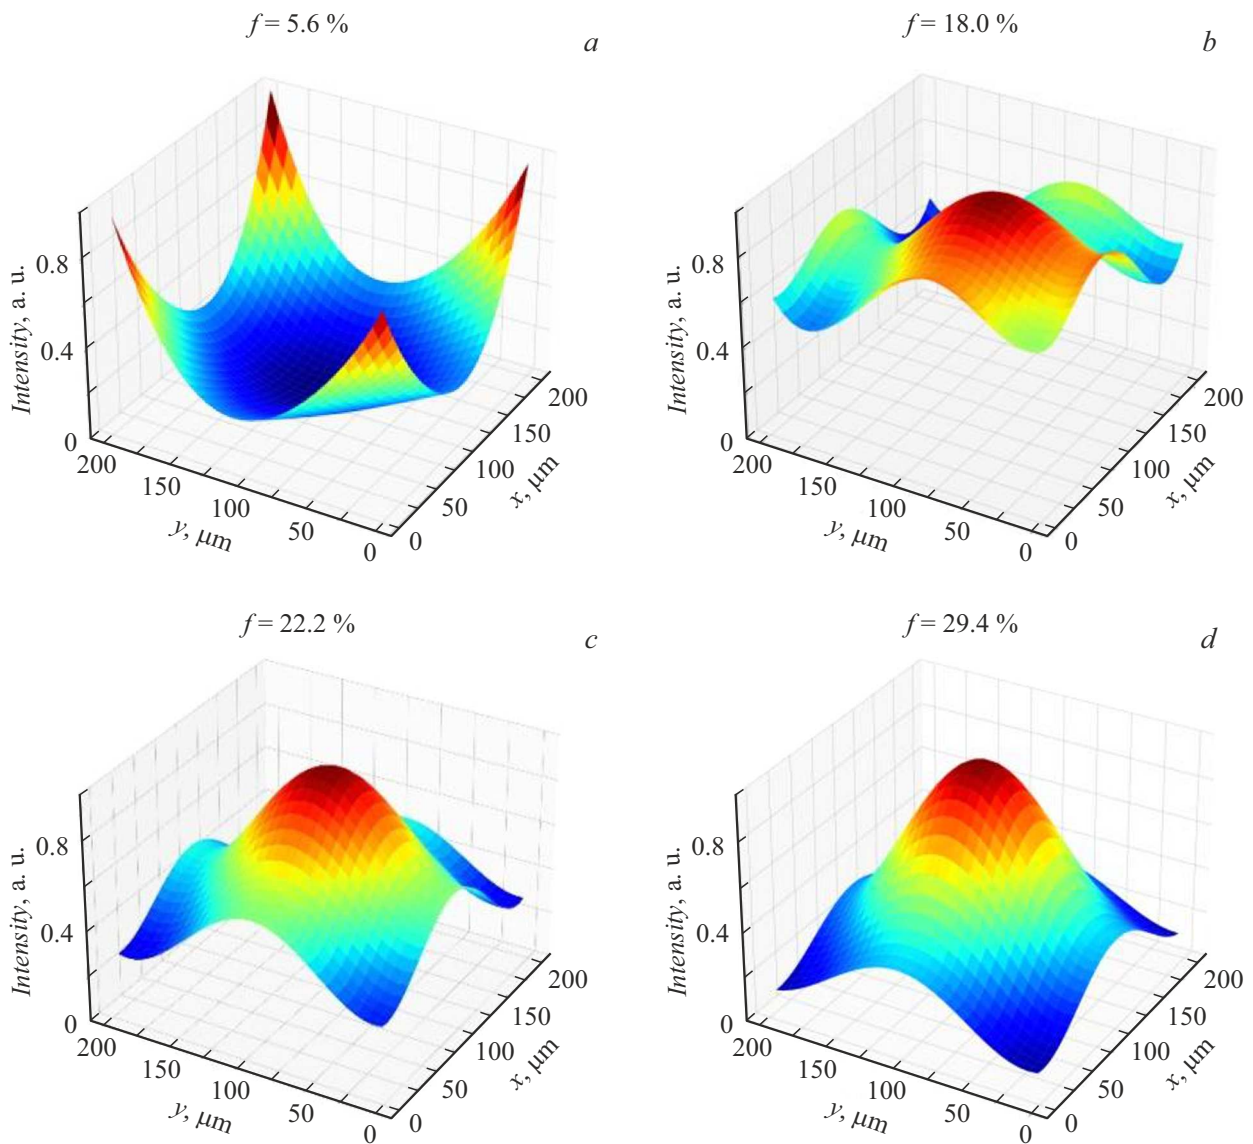 f = 5.6 %
a
Intensity, a. u.
0.8
0.4
0
200
150
100
50
0
y, μm
0
50
100
150
200
x, μm
f = 18.0 %
b
Intensity, a. u.
0.8
0.4
0
200
150
100
50
0
y, μm
0
50
100
150
200
x, μm
f = 22.2 %
c
Intensity, a. u.
0.8
0.4
0
200
150
100
50
0
y, μm
0
50
100
150
200
x, μm
f = 29.4 %
d
Intensity, a. u.
0.8
0.4
0
200
150
100
50
0
y, μm
0
50
100
150
200
x, μm